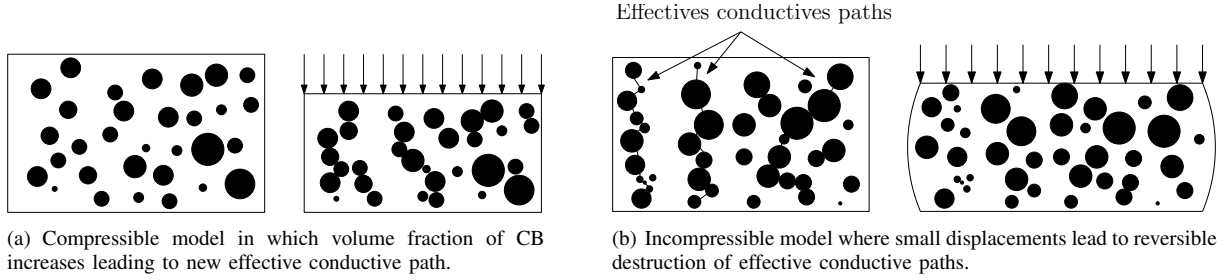 Effectives conductives paths
(a) Compressible model in which volume fraction of CB
increases leading to new effective conductive path.
(b) Incompressible model where small displacements lead to reversible
destruction of effective conductive paths.